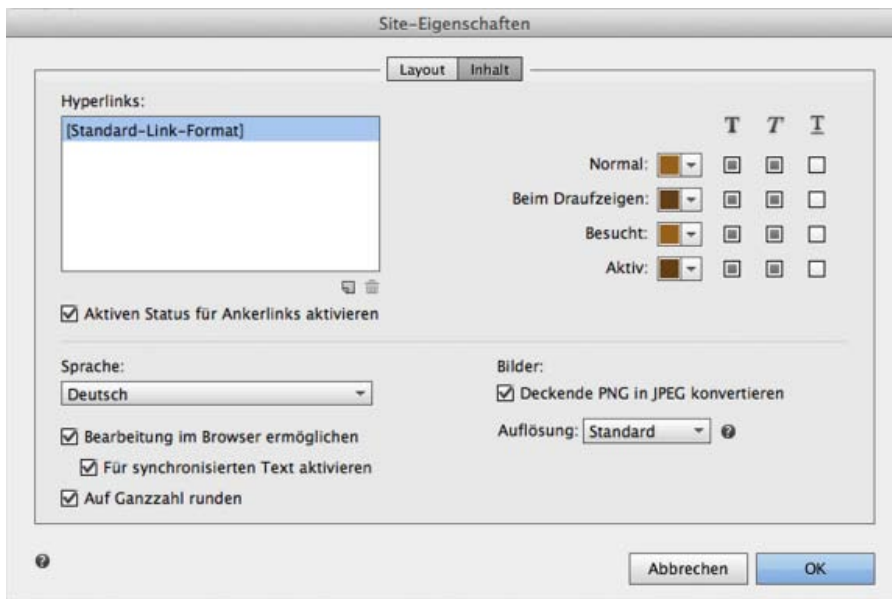 Site-Eigenschaften
Layout Inhalt
Hyperlinks:
[Standard-Link-Format]
T T T
Normal:
Beim Draufzeigen:
Besucht:
Aktiv:
Aktiven Status für Ankerlinks aktivieren
Sprache:
Deutsch
Bearbeitung im Browser ermöglichen
Für synchronisierten Text aktivieren
Auf Ganzzahl runden
Bilder:
Deckende PNG in JPEG konvertieren
Auflösung: Standard ?
?
Abbrechen OK